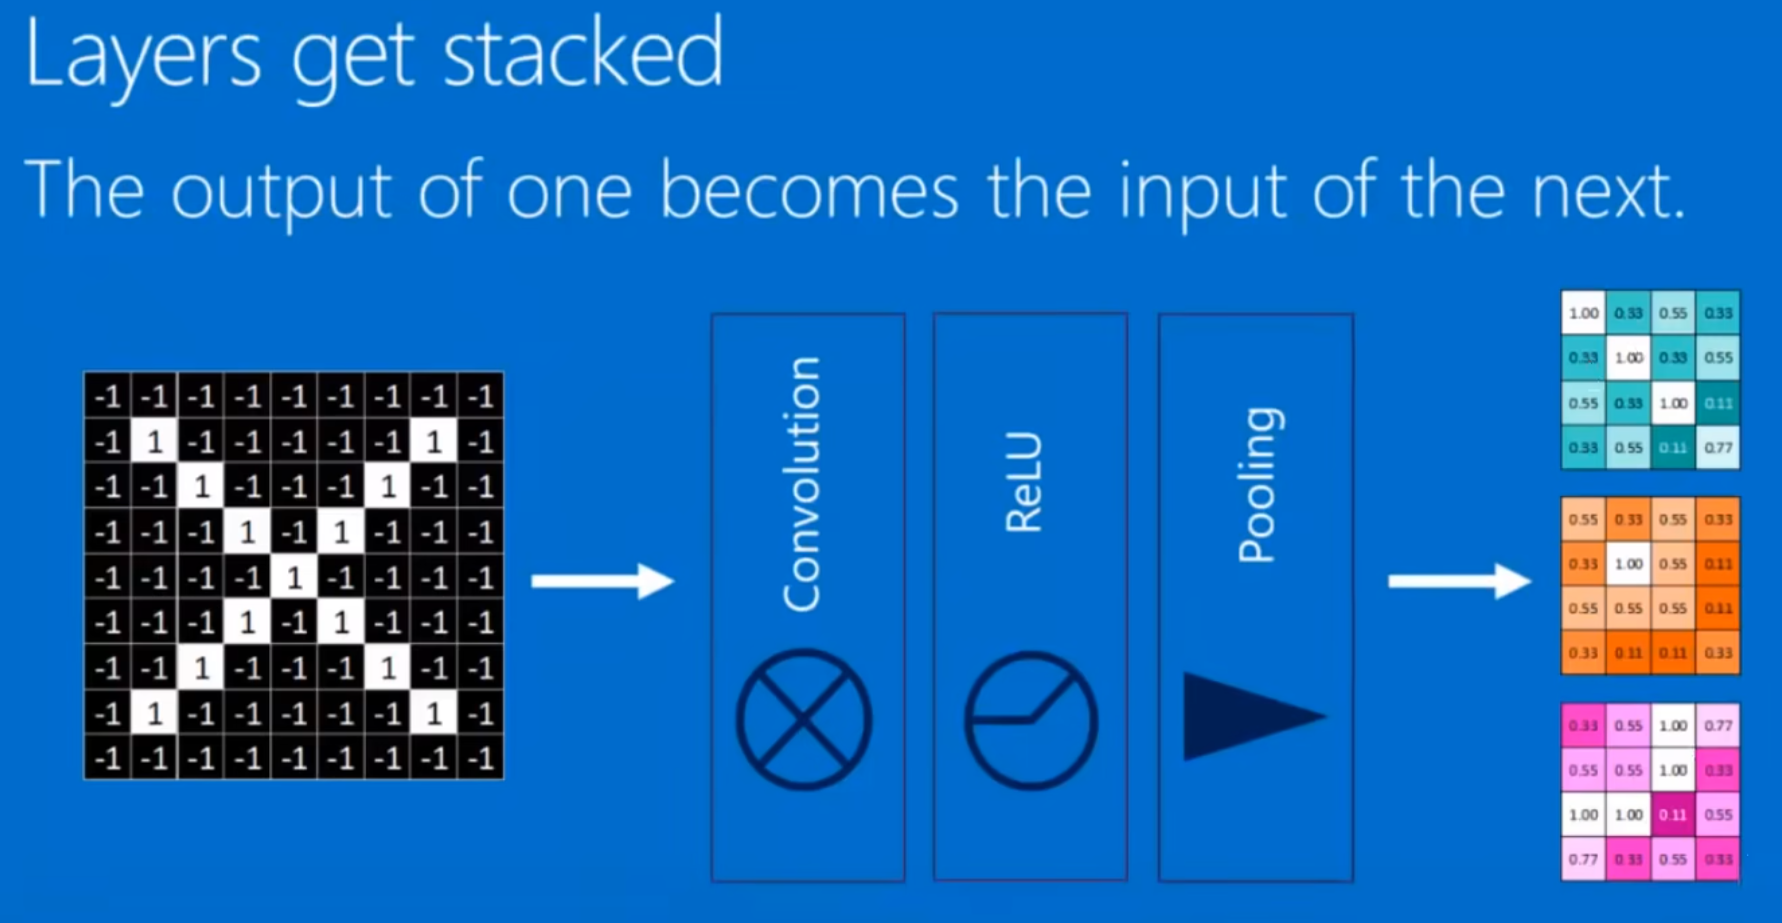 Layers get stacked
The output of one becomes the input of the next.
-1 -1 -1 -1 -1 -1 -1 -1 -1
-1 1 -1 -1 -1 -1 -1 1 -1
-1 -1 1 -1 -1 -1 1 -1 -1
-1 -1 -1 1 -1 1 -1 -1 -1
-1 -1 -1 -1 1 -1 -1 -1 -1
-1 -1 -1 1 -1 1 -1 -1 -1
-1 -1 1 -1 -1 -1 1 -1 -1
-1 1 -1 -1 -1 -1 -1 1 -1
-1 -1 -1 -1 -1 -1 -1 -1 -1
Convolution
ReLU
Pooling
1.00 0.33 0.55 0.33
0.33 1.00 0.33 0.55
0.55 0.33 1.00 0.11
0.33 0.55 0.11 0.77
0.55 0.33 0.55 0.33
0.33 1.00 0.55 0.11
0.55 0.55 0.55 0.11
0.33 0.11 0.11 0.33
0.33 0.55 1.00 0.77
0.55 0.55 1.00 0.33
1.00 1.00 0.11 0.55
0.77 0.33 0.55 0.33